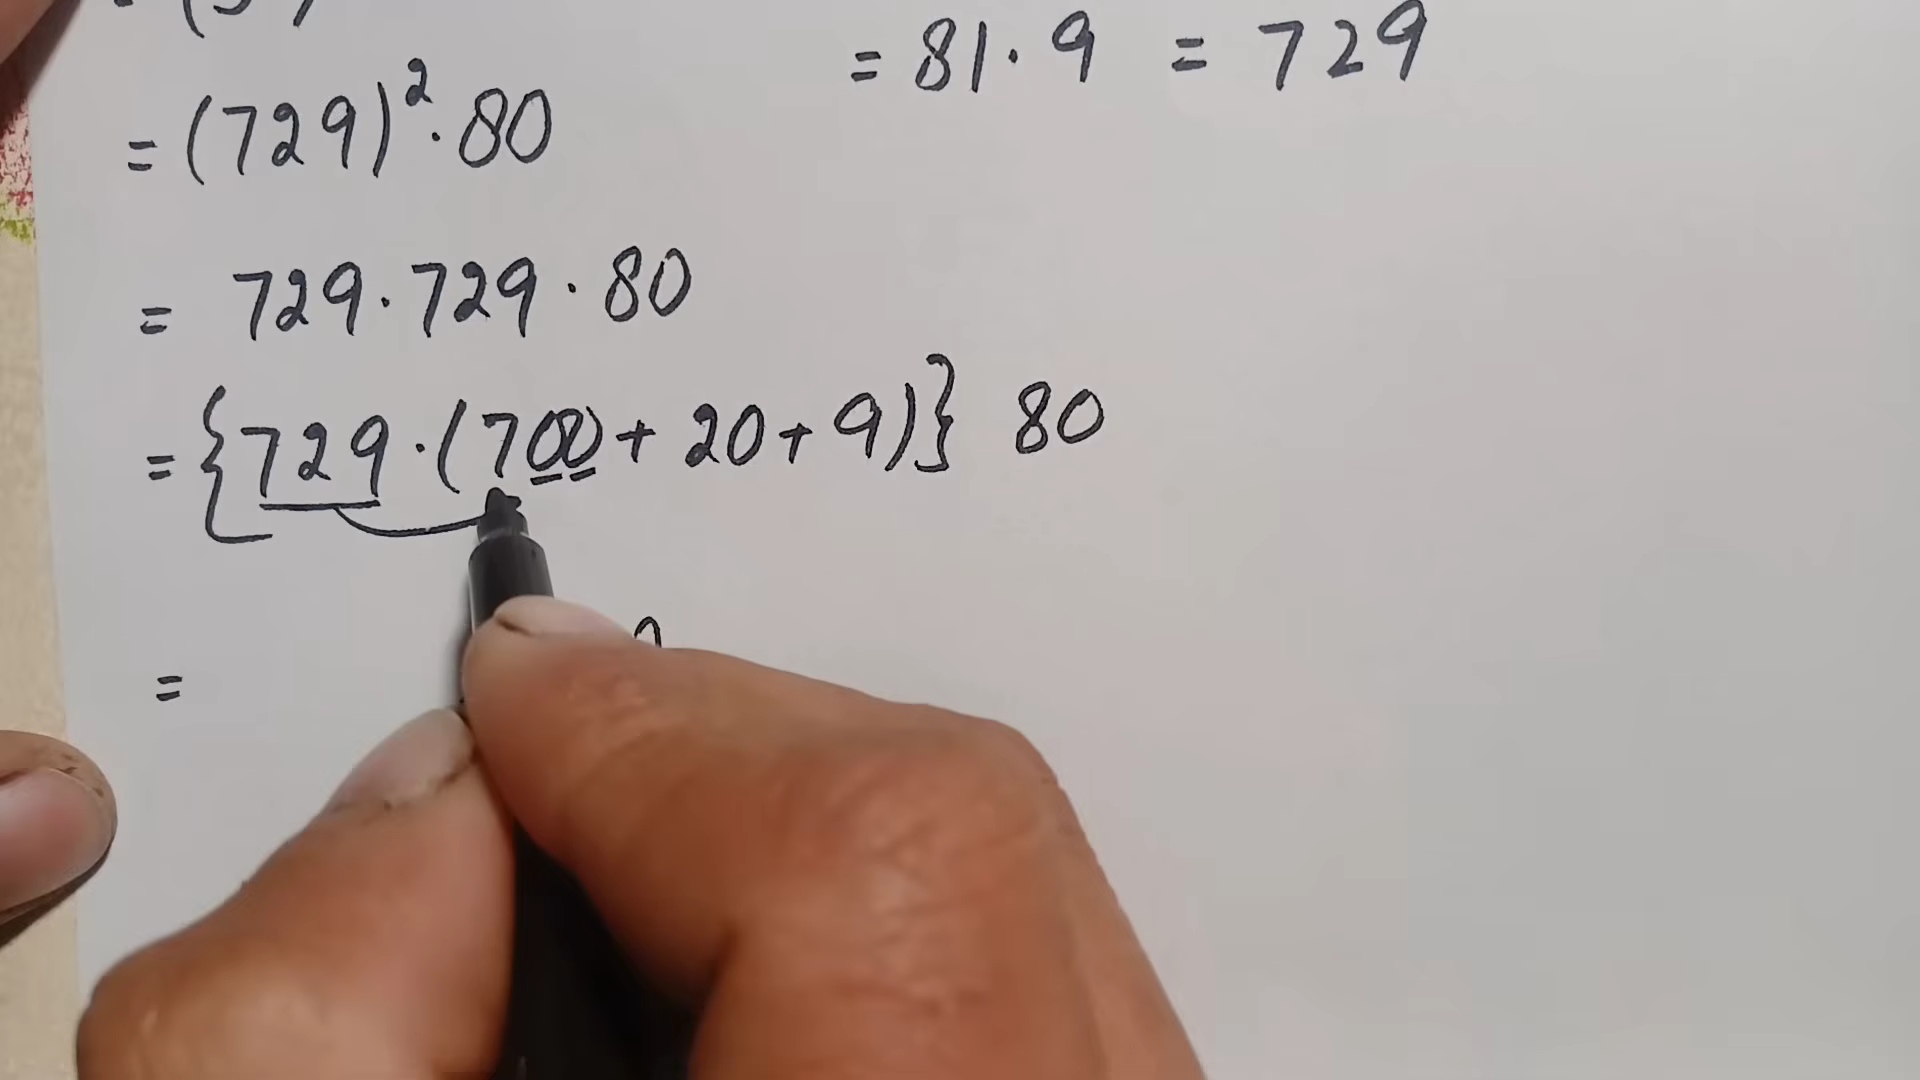 = 81 · 9 = 729
= (729)² · 80
= 729 · 729 · 80
= {729 · (700 + 20 + 9)} 80
=